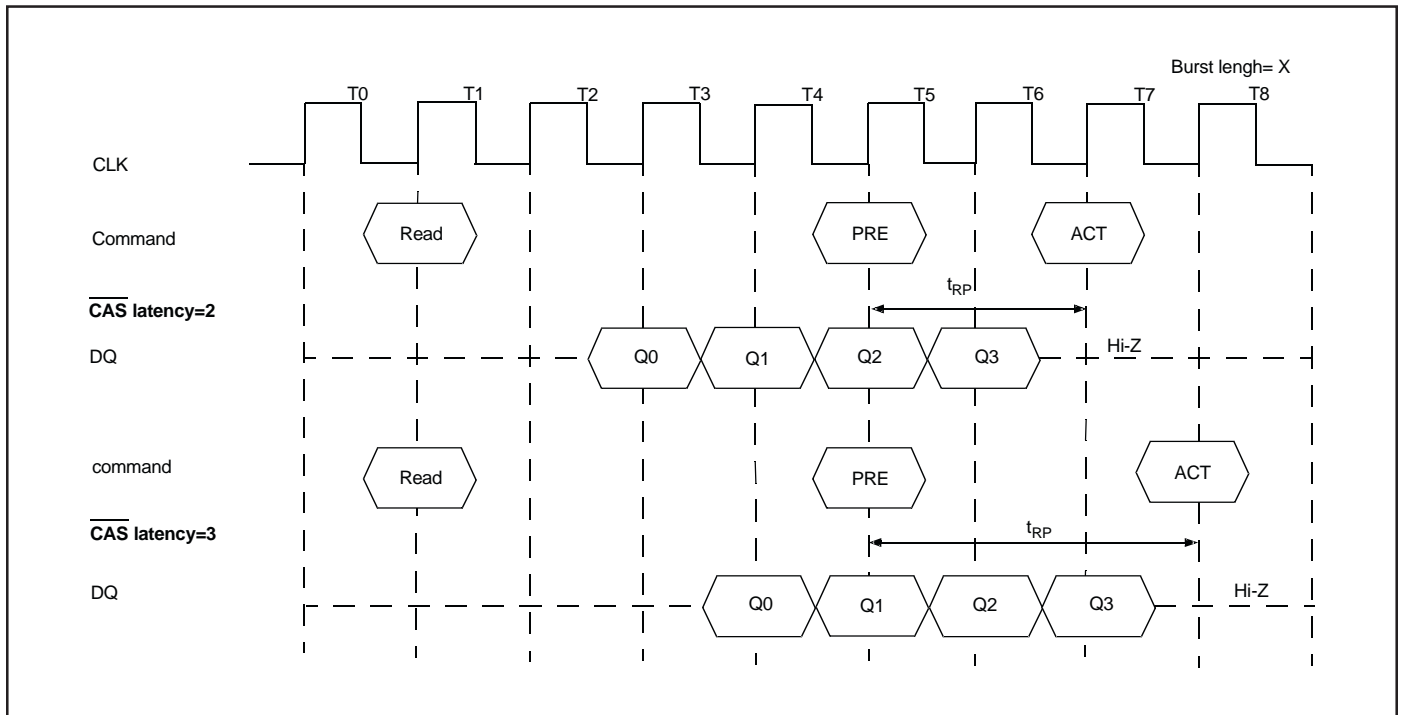 Burst lengh= X
T0 T1 T2 T3 T4 T5 T6 T7 T8
CLK
Command Read PRE ACT
CAS latency=2
tRP
DQ Q0 Q1 Q2 Q3 Hi-Z
command Read PRE ACT
CAS latency=3
tRP
DQ Q0 Q1 Q2 Q3 Hi-Z